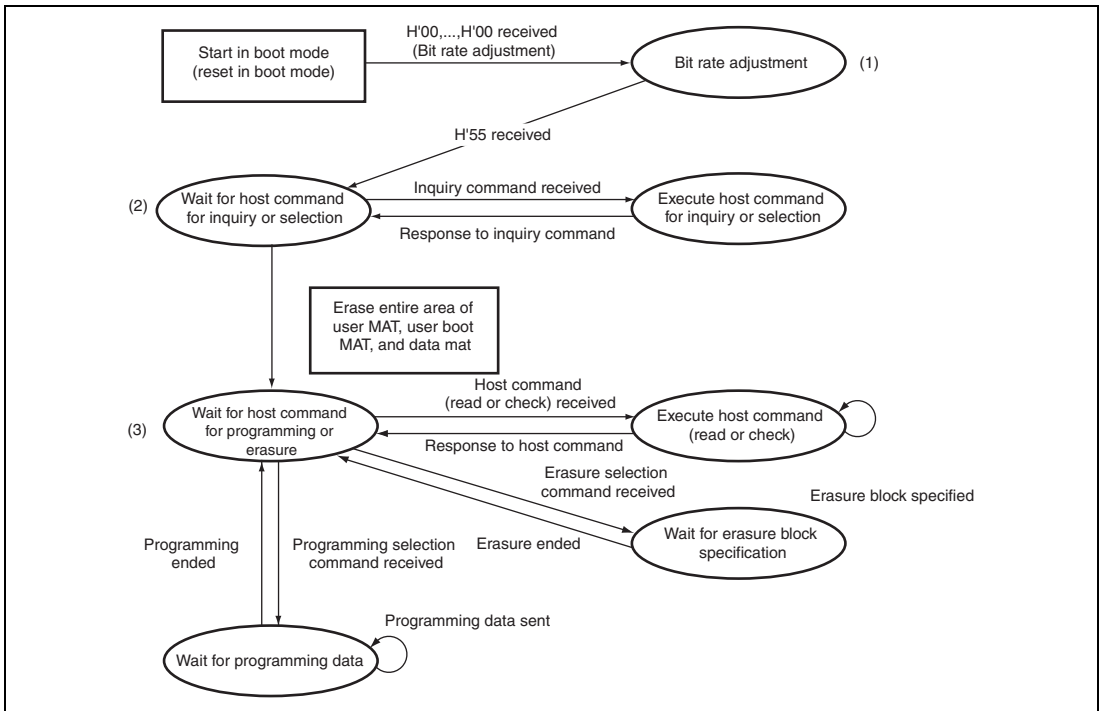 H'00,...,H'00 received
(Bit rate adjustment)
Start in boot mode
(reset in boot mode)
Bit rate adjustment
(1)
H'55 received
(2)
Wait for host command
for inquiry or selection
Inquiry command received
Response to inquiry command
Execute host command
for inquiry or selection
Erase entire area of
user MAT, user boot
MAT, and data mat
(3)
Wait for host command
for programming or
erasure
Host command
(read or check) received
Response to host command
Execute host command
(read or check)
Erasure selection
command received
Erasure block specified
Erasure ended
Wait for erasure block
specification
Programming
ended
Programming selection
command received
Programming data sent
Wait for programming data